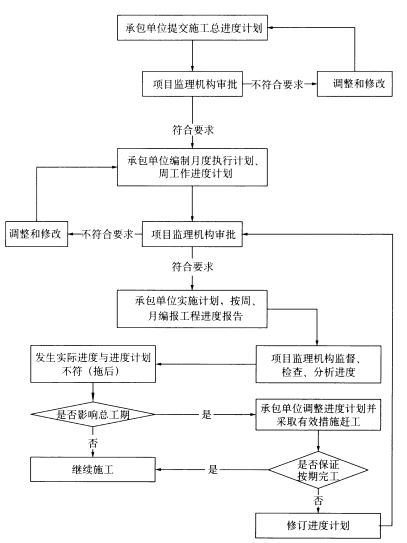 承包单位提交施工总进度计划
项目监理机构审批
不符合要求
调整和修改
符合要求
承包单位编制月度执行计划、
周工作进度计划
调整和修改
不符合要求
项目监理机构审批
符合要求
承包单位实施计划，按周、
月编报工程进度报告
发生实际进度与进度计划
不符（拖后）
项目监理机构监督、
检查、分析进度
是否影响总工期
是
承包单位调整进度计划并
采取有效措施赶工
否
继续施工
是
是否保证
按期完工
否
修订进度计划